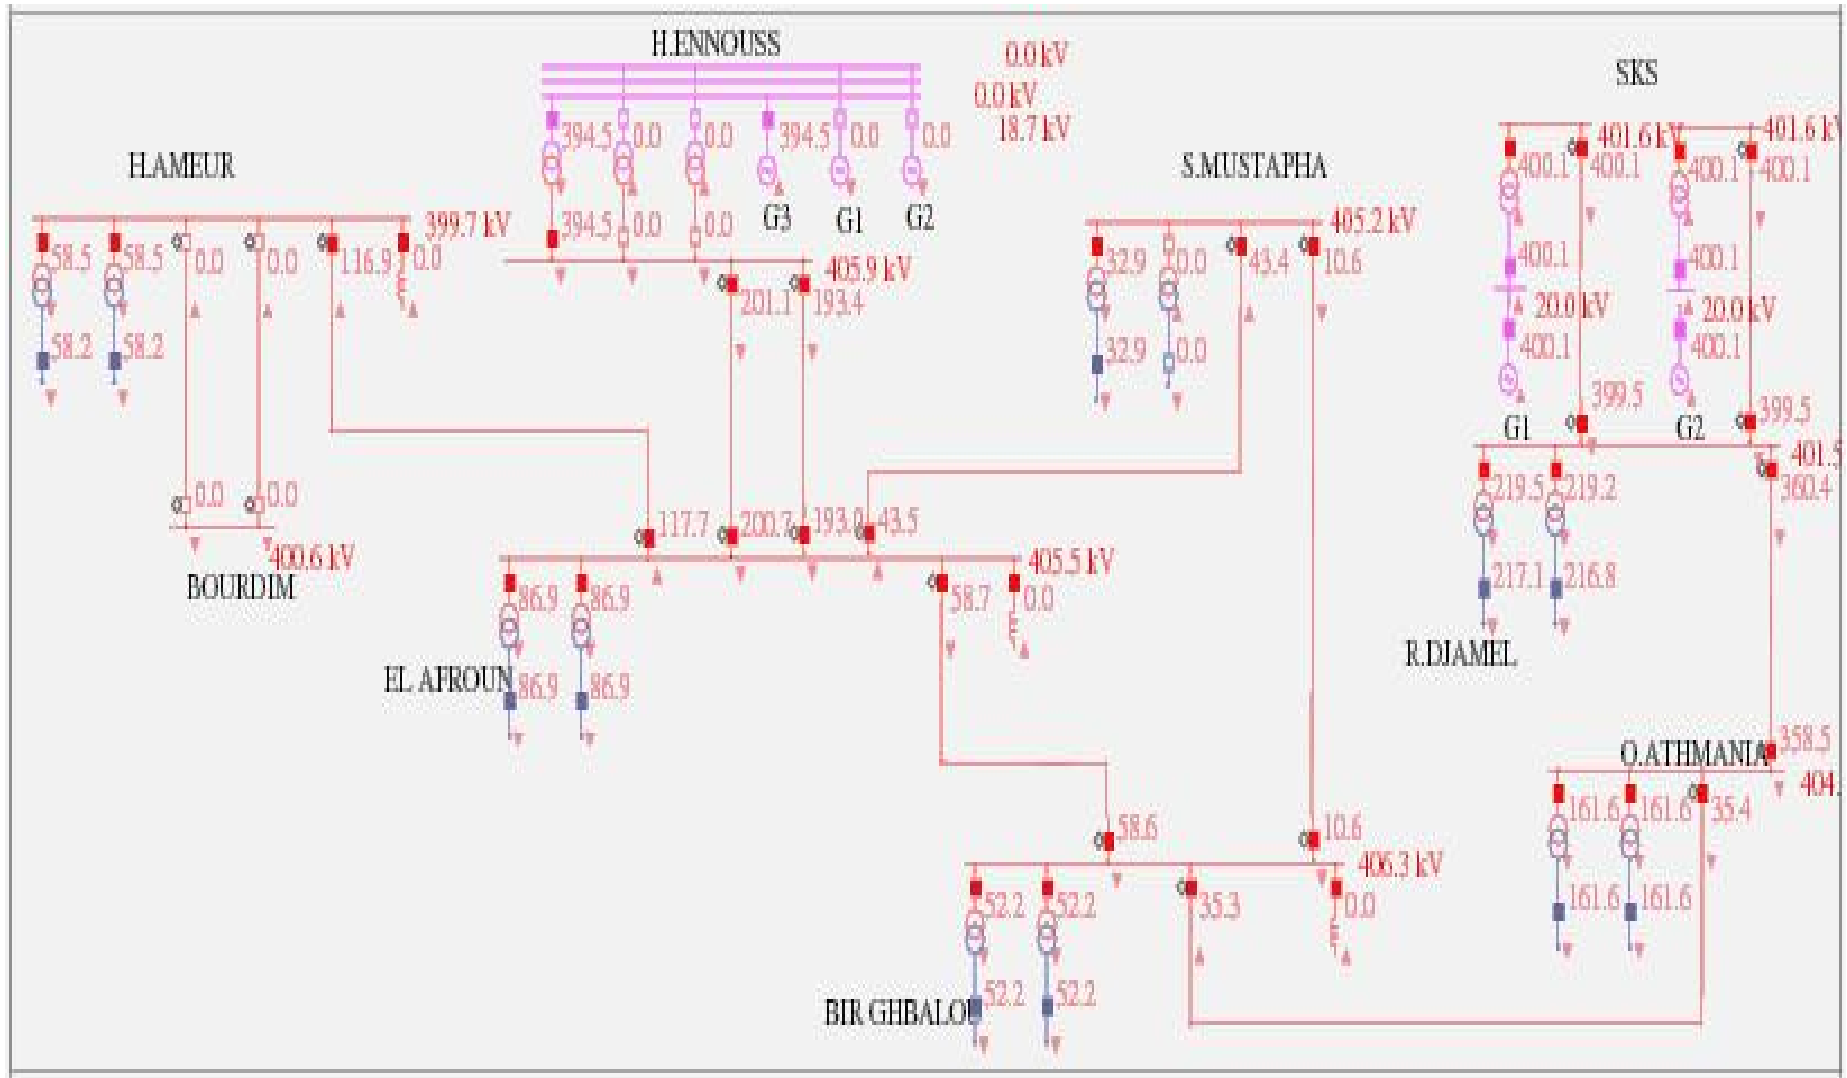 H.ENNOUSS
0.0 kV
0.0 kV
18.7 kV
394.5 0.0 0.0 394.5 0.0 0.0
G3 G1 G2
394.5 0.0 0.0
405.9 kV
201.1 193.4
H.AMEUR
399.7 kV
58.5 58.5 0.0 0.0 116.9 0.0
58.2 58.2
0.0 0.0
400.6 kV
BOURDIM
S.MUSTAPHA
405.2 kV
32.9 0.0 43.4 10.6
32.9 0.0
SKS
401.6 kV 401.6 kV
400.1 400.1 400.1 400.1
400.1 400.1
20.0 kV 20.0 kV
400.1 400.1
399.5 399.5
G1 G2
401.5
219.5 219.2 360.4
217.1 216.8
R.DJAMEL
117.7 200.7 193.0 43.5
405.5 kV
86.9 86.9 58.7 0.0
EL AFROUN
86.9 86.9
358.5
O.ATHMANIA
404.
161.6 161.6 35.4
161.6 161.6
58.6 10.6
406.3 kV
52.2 52.2 35.3 0.0
52.2 52.2
BIR GHBALOU